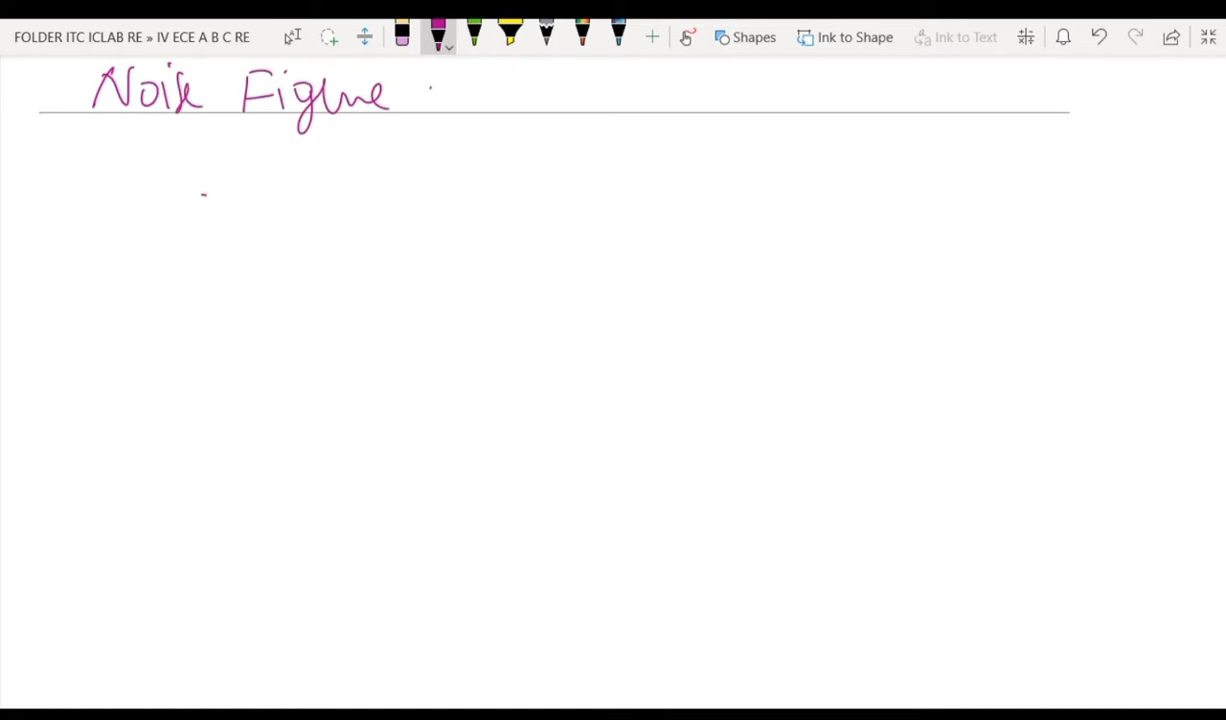 FOLDER ITC ICLAB RE » IV ECE A B C RE Shapes Ink to Shape Ink to Text
Noise Figure